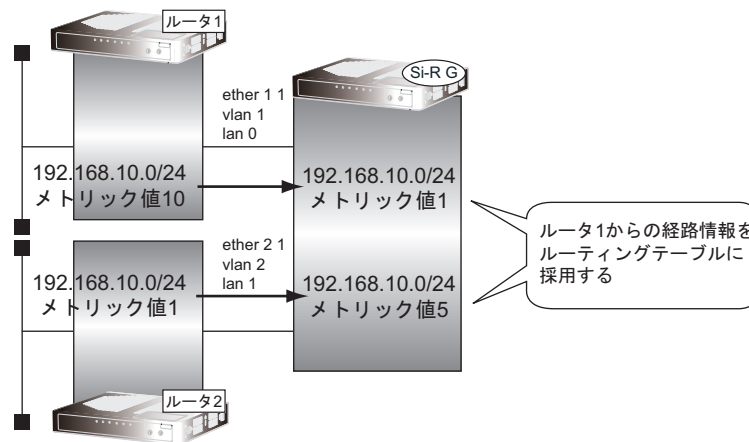 ルータ1
Si-R G
ether 1 1
vlan 1
lan 0
192.168.10.0/24
メトリック値10
192.168.10.0/24
メトリック値1
ether 2 1
vlan 2
lan 1
192.168.10.0/24
メトリック値1
192.168.10.0/24
メトリック値5
ルータ1からの経路情報を
ルーティングテーブルに
採用する
ルータ2